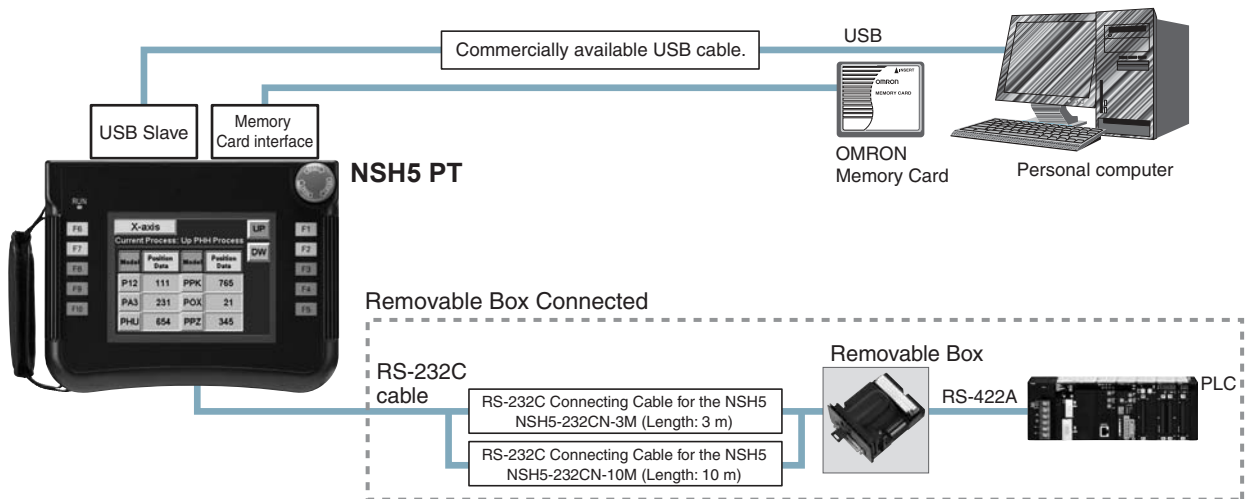 Commercially available USB cable.
USB
INSERT
OMRON
MEMORY CARD
USB Slave
Memory
Card interface
OMRON
Memory Card
Personal computer
NSH5 PT
RUN
F6
F7
F8
F9
F10
X-axis
UP
Current Process: Up PHH Process
DW
Model
Position
Data
Model
Position
Data
P12 111 PPK 765
PA3 231 POX 21
PHU 654 PPZ 345
F1
F2
F3
F4
F5
Removable Box Connected
RS-232C
cable
RS-232C Connecting Cable for the NSH5
NSH5-232CN-3M (Length: 3 m)
RS-232C Connecting Cable for the NSH5
NSH5-232CN-10M (Length: 10 m)
Removable Box
RS-422A
PLC